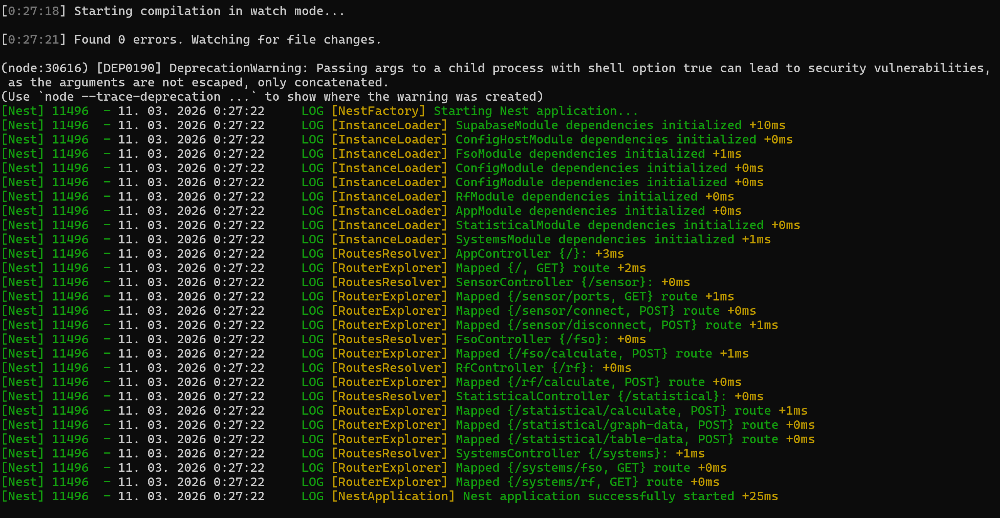 [0:27:18] Starting compilation in watch mode...
[0:27:21] Found 0 errors. Watching for file changes.
(node:30616) [DEP0190] DeprecationWarning: Passing args to a child process with shell option true can lead to security vulnerabilities,
as the arguments are not escaped, only concatenated.
(Use `node --trace-deprecation ...` to show where the warning was created)
[Nest] 11496  - 11. 03. 2026 0:27:22     LOG [NestFactory] Starting Nest application...
[Nest] 11496  - 11. 03. 2026 0:27:22     LOG [InstanceLoader] SupabaseModule dependencies initialized +10ms
[Nest] 11496  - 11. 03. 2026 0:27:22     LOG [InstanceLoader] ConfigHostModule dependencies initialized +0ms
[Nest] 11496  - 11. 03. 2026 0:27:22     LOG [InstanceLoader] FsoModule dependencies initialized +1ms
[Nest] 11496  - 11. 03. 2026 0:27:22     LOG [InstanceLoader] ConfigModule dependencies initialized +0ms
[Nest] 11496  - 11. 03. 2026 0:27:22     LOG [InstanceLoader] ConfigModule dependencies initialized +0ms
[Nest] 11496  - 11. 03. 2026 0:27:22     LOG [InstanceLoader] RfModule dependencies initialized +0ms
[Nest] 11496  - 11. 03. 2026 0:27:22     LOG [InstanceLoader] AppModule dependencies initialized +0ms
[Nest] 11496  - 11. 03. 2026 0:27:22     LOG [InstanceLoader] StatisticalModule dependencies initialized +0ms
[Nest] 11496  - 11. 03. 2026 0:27:22     LOG [InstanceLoader] SystemsModule dependencies initialized +1ms
[Nest] 11496  - 11. 03. 2026 0:27:22     LOG [RoutesResolver] AppController {/}: +3ms
[Nest] 11496  - 11. 03. 2026 0:27:22     LOG [RouterExplorer] Mapped {/, GET} route +2ms
[Nest] 11496  - 11. 03. 2026 0:27:22     LOG [RoutesResolver] SensorController {/sensor}: +0ms
[Nest] 11496  - 11. 03. 2026 0:27:22     LOG [RouterExplorer] Mapped {/sensor/ports, GET} route +1ms
[Nest] 11496  - 11. 03. 2026 0:27:22     LOG [RouterExplorer] Mapped {/sensor/connect, POST} route +0ms
[Nest] 11496  - 11. 03. 2026 0:27:22     LOG [RouterExplorer] Mapped {/sensor/disconnect, POST} route +1ms
[Nest] 11496  - 11. 03. 2026 0:27:22     LOG [RoutesResolver] FsoController {/fso}: +0ms
[Nest] 11496  - 11. 03. 2026 0:27:22     LOG [RouterExplorer] Mapped {/fso/calculate, POST} route +1ms
[Nest] 11496  - 11. 03. 2026 0:27:22     LOG [RoutesResolver] RfController {/rf}: +0ms
[Nest] 11496  - 11. 03. 2026 0:27:22     LOG [RouterExplorer] Mapped {/rf/calculate, POST} route +0ms
[Nest] 11496  - 11. 03. 2026 0:27:22     LOG [RoutesResolver] StatisticalController {/statistical}: +0ms
[Nest] 11496  - 11. 03. 2026 0:27:22     LOG [RouterExplorer] Mapped {/statistical/calculate, POST} route +1ms
[Nest] 11496  - 11. 03. 2026 0:27:22     LOG [RouterExplorer] Mapped {/statistical/graph-data, POST} route +0ms
[Nest] 11496  - 11. 03. 2026 0:27:22     LOG [RouterExplorer] Mapped {/statistical/table-data, POST} route +0ms
[Nest] 11496  - 11. 03. 2026 0:27:22     LOG [RoutesResolver] SystemsController {/systems}: +1ms
[Nest] 11496  - 11. 03. 2026 0:27:22     LOG [RouterExplorer] Mapped {/systems/fso, GET} route +0ms
[Nest] 11496  - 11. 03. 2026 0:27:22     LOG [RouterExplorer] Mapped {/systems/rf, GET} route +0ms
[Nest] 11496  - 11. 03. 2026 0:27:22     LOG [NestApplication] Nest application successfully started +25ms